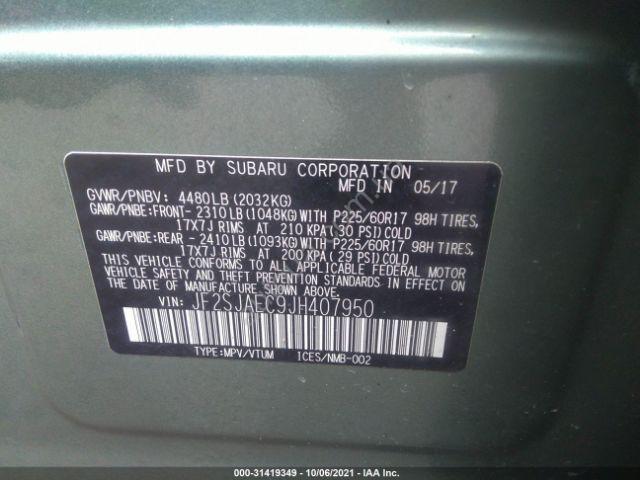 MFD BY SUBARU CORPORATION
MFD IN 05/17
GVWR/PNBV: 4480LB (2032KG)
GAWR/PNBE:FRONT- 2310LB (1048KG) WITH P225/60R17 98H TIRES,
17X7J RIMS AT 210 KPA (30 PSI) COLD
GAWR/PNBE:REAR - 2410LB (1093KG) WITH P225/60R17 98H TIRES,
17X7J RIMS AT 200 KPA (29 PSI) COLD
THIS VEHICLE CONFORMS TO ALL APPLICABLE FEDERAL MOTOR
VEHICLE SAFETY AND THEFT PREVENTION STANDARDS IN EFFECT ON
THE DATE OF MANUFACTURE SHOWN ABOVE.
VIN: JF2SJAEC9JH407950
TYPE:MPV/VTUM ICES/NMB-002
000-31419349 - 10/06/2021 - IAA Inc.